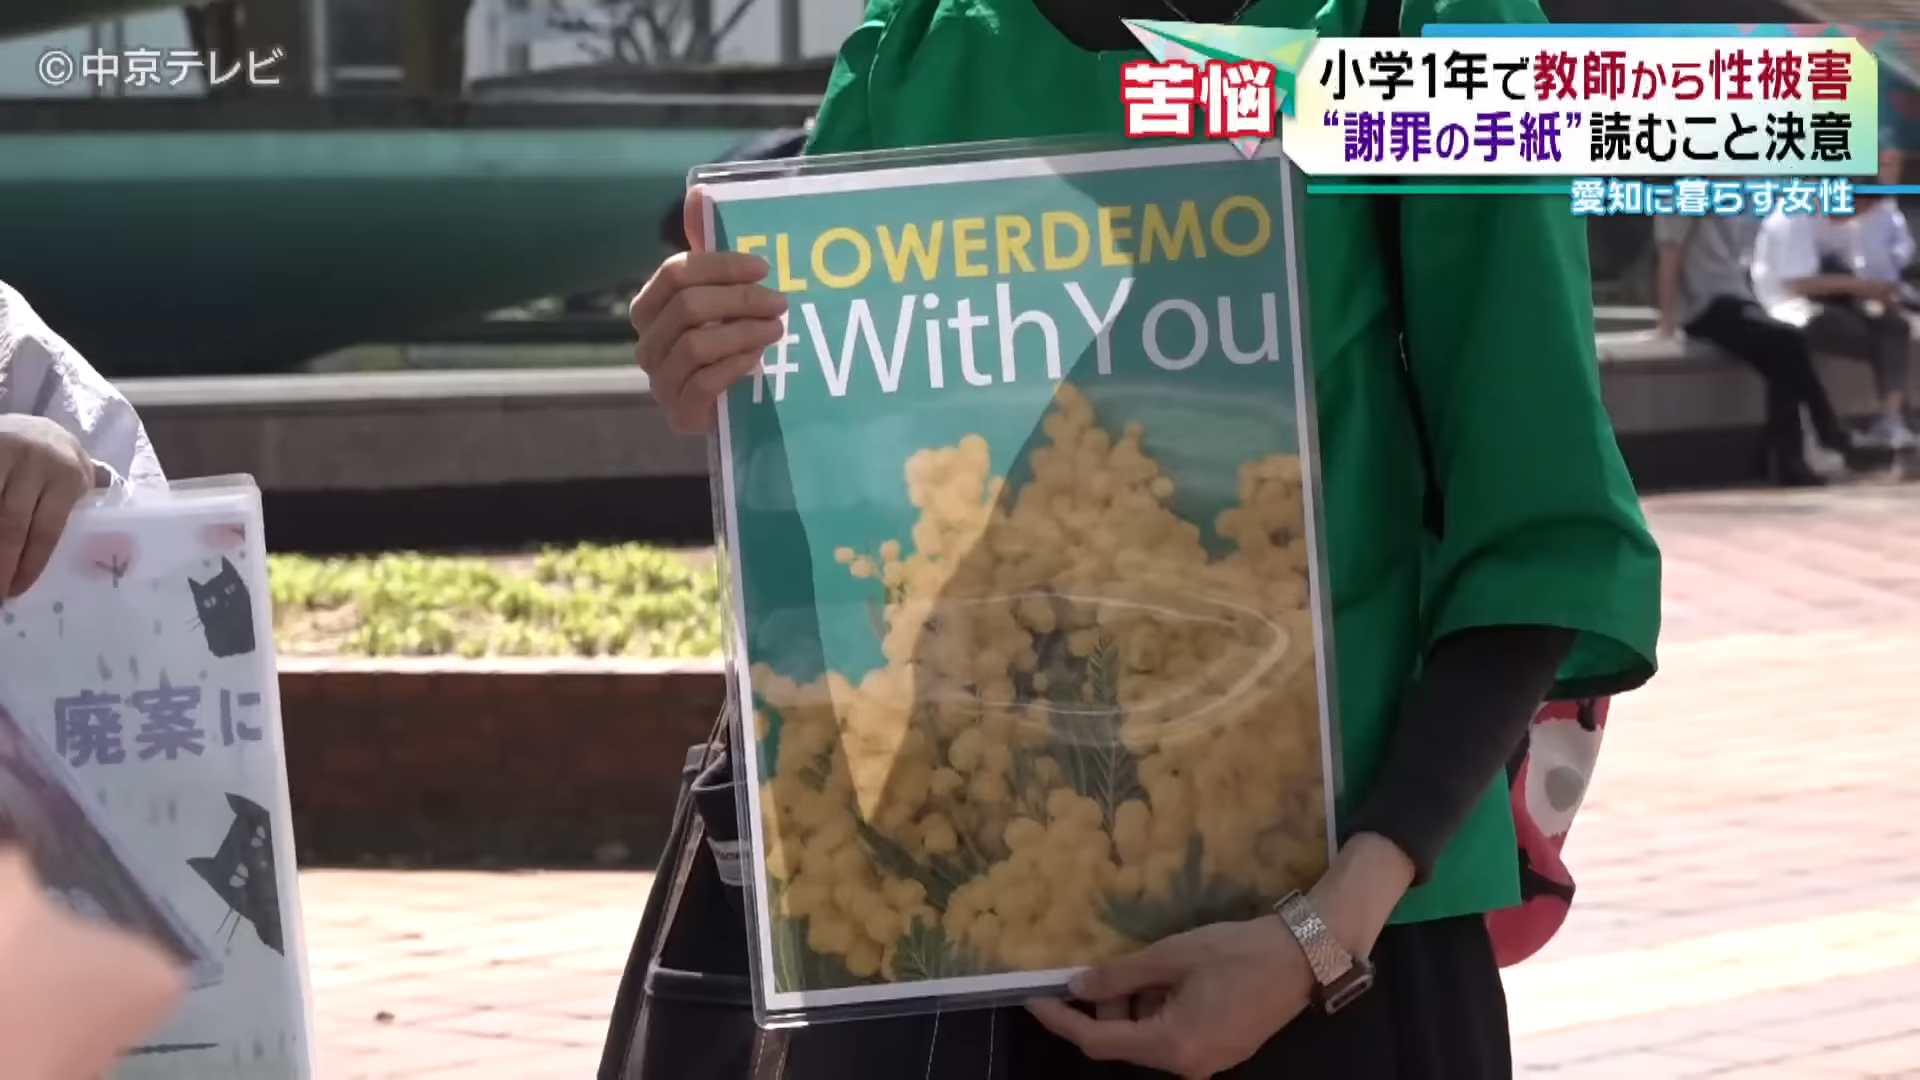 ©中京テレビ
苦悩
小学1年で教師から性被害
“謝罪の手紙”読むこと決意
愛知に暮らす女性
FLOWERDEMO
#WithYou
廃案に